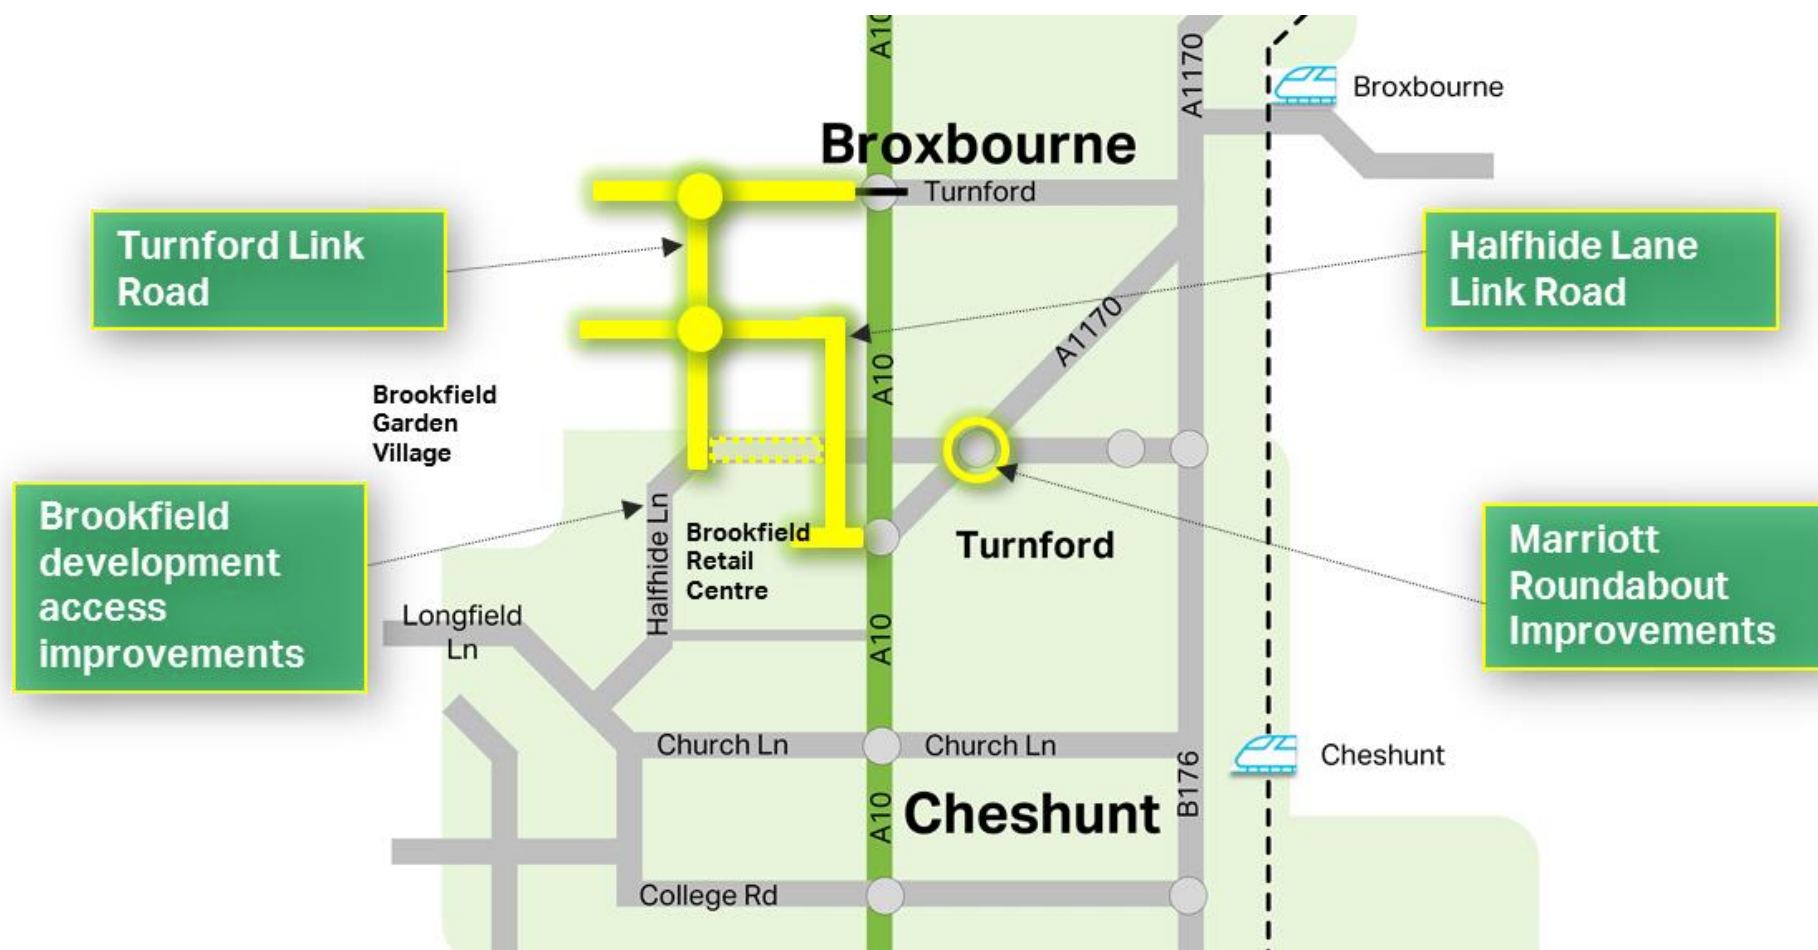 A10
A1170
Broxbourne
Broxbourne
Turnford
Turnford Link
Road
Halfhide Lane
Link Road
A1170
A10
Brookfield
Garden
Village
Brookfield
development
access
improvements
Halfhide Ln
Brookfield
Retail
Centre
Turnford
Marriott
Roundabout
Improvements
Longfield
Ln
A10
Church Ln
Church Ln
B176
Cheshunt
A10
Cheshunt
College Rd